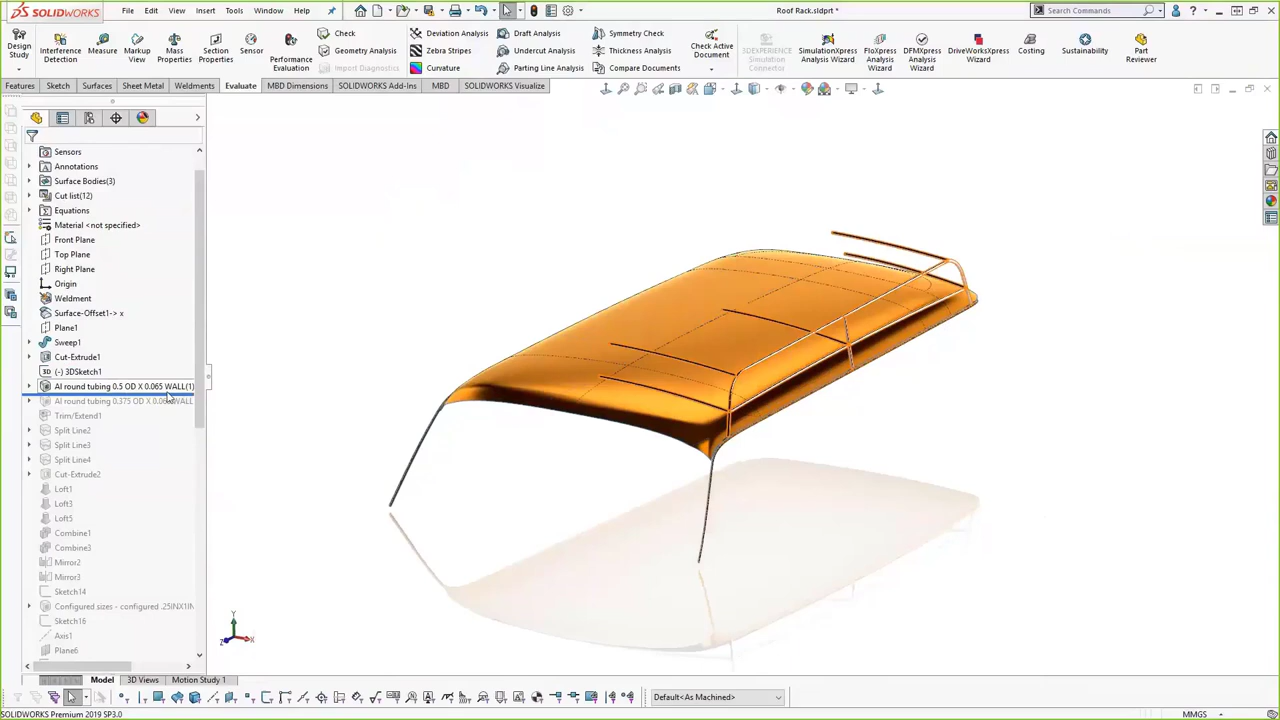 SOLIDWORKS File Edit View Insert Tools Window Help Roof Rack.sldprt * Search Commands
Design Study
Interference Detection
Measure
Markup View
Mass Properties
Section Properties
Sensor
Performance Evaluation
Check
Geometry Analysis
Import Diagnostics
Deviation Analysis
Zebra Stripes
Curvature
Draft Analysis
Undercut Analysis
Parting Line Analysis
Symmetry Check
Thickness Analysis
Compare Documents
Check Active Document
3DEXPERIENCE Simulation Connector
SimulationXpress Analysis Wizard
FloXpress Analysis Wizard
DFMXpress Analysis Wizard
DriveWorksXpress Wizard
Costing
Sustainability
Part Reviewer
Features Sketch Surfaces Sheet Metal Weldments Evaluate MBD Dimensions SOLIDWORKS Add-Ins MBD SOLIDWORKS Visualize
Sensors
Annotations
Surface Bodies(3)
Cut list(12)
Equations
Material <not specified>
Front Plane
Top Plane
Right Plane
Origin
Weldment
Surface-Offset1-> x
Plane1
Sweep1
Cut-Extrude1
3D (-) 3DSketch1
Al round tubing 0.5 OD X 0.065 WALL(1)
Al round tubing 0.375 OD X WALL
Trim/Extend1
Split Line2
Split Line3
Split Line4
Cut-Extrude2
Loft1
Loft3
Loft5
Combine1
Combine3
Mirror2
Mirror3
Sketch14
Configured sizes - configured .25INX1IN
Sketch16
Axis1
Plane6
Y
Z X
Model 3D Views Motion Study 1
Default<As Machined>
SOLIDWORKS Premium 2019 SP3.0 MMGS